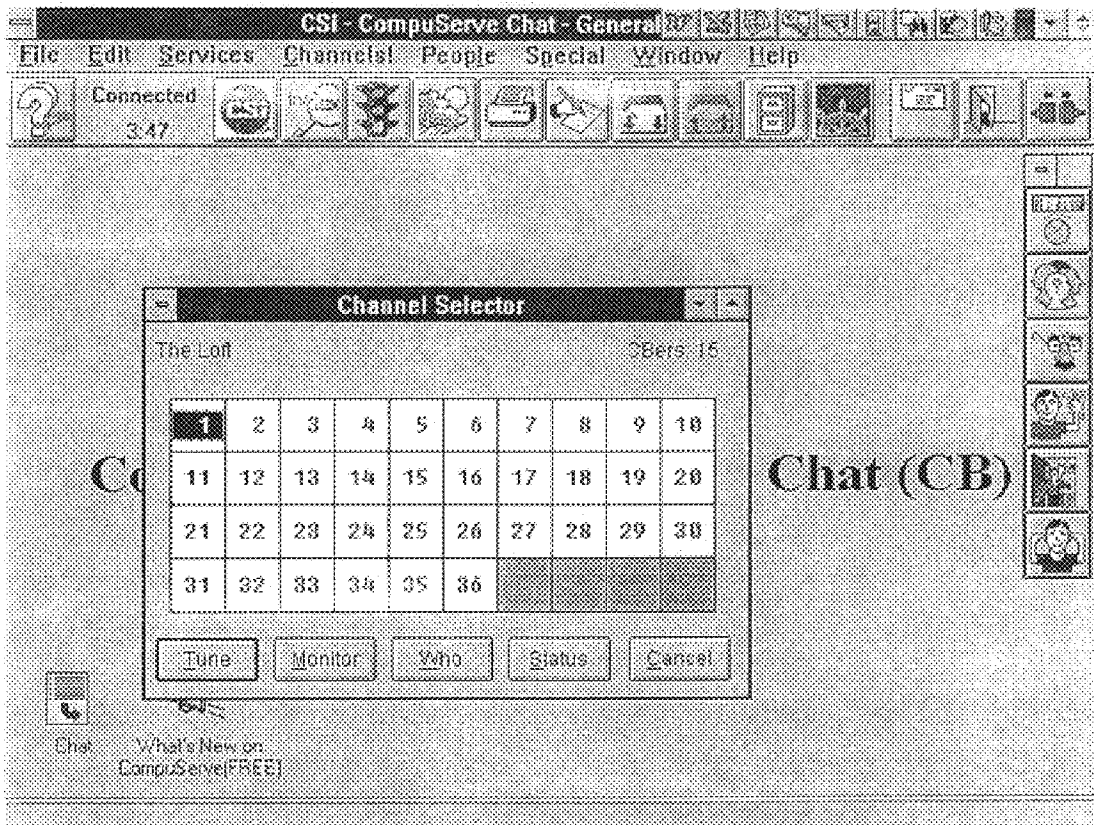 CSI - CompuServe Chat - General
File Edit Services Channels! People Special Window Help
Connected
3:47
Channel Selector
The Loft CBers: 15
1 2 3 4 5 6 7 8 9 10
11 12 13 14 15 16 17 18 19 20
21 22 23 24 25 26 27 28 29 30
31 32 33 34 35 36
Chat (CB)
Tune Monitor Who Status Cancel
Chat What's New on
CompuServe[FREE]